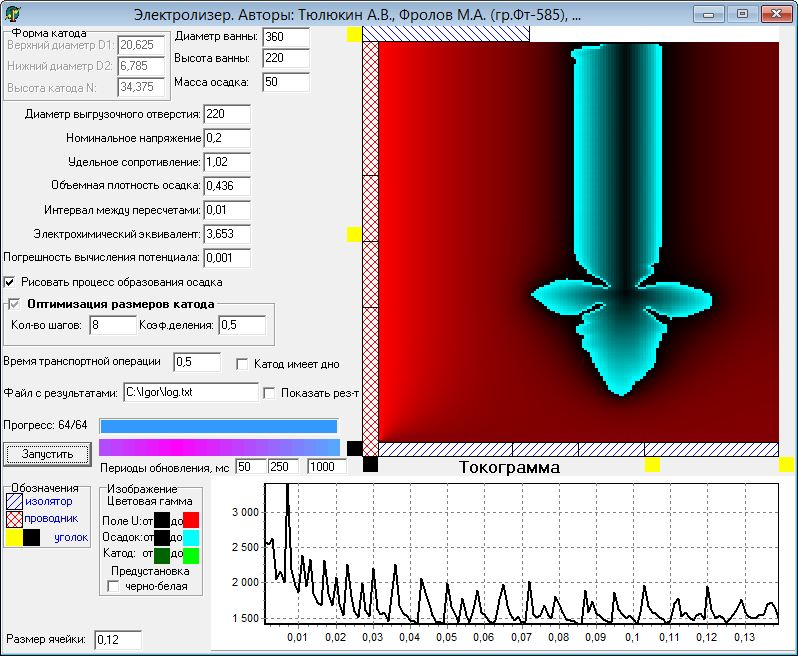 Электролизер. Авторы: Тюлюкин А.В., Фролов М.А. (гр.Фт-585), ...
Форма катода
Верхний диаметр D1: 20,625
Нижний диаметр D2: 6,785
Высота катода N: 34,375
Диаметр ванны: 360
Высота ванны: 220
Масса осадка: 50
Диаметр выгрузочного отверстия: 220
Номинальное напряжение 0,2
Удельное сопротивление: 1,02
Объемная плотность осадка: 0,436
Интервал между пересчетами: 0,01
Электрохимический эквивалент: 3,653
Погрешность вычисления потенциала: 0,001
Рисовать процесс образования осадка
Оптимизация размеров катода
Кол-во шагов: 8 Коэф.деления: 0,5
Время транспортной операции 0,5 Катод имеет дно
Файл с результатами: C:\Igor\log.txt Показать рез-т
Прогресс: 64/64
Запустить
Периоды обновления, мс 50 250 1000
Обозначения
изолятор
проводник
уголок
Изображение
Цветовая гамма
Поле U: от до
Осадок: от до
Катод: от до
Предустановка
черно-белая
Размер ячейки: 0,12
Токограмма
3 000
2 500
2 000
1 500
0,01 0,02 0,03 0,04 0,05 0,06 0,07 0,08 0,09 0,1 0,11 0,12 0,13